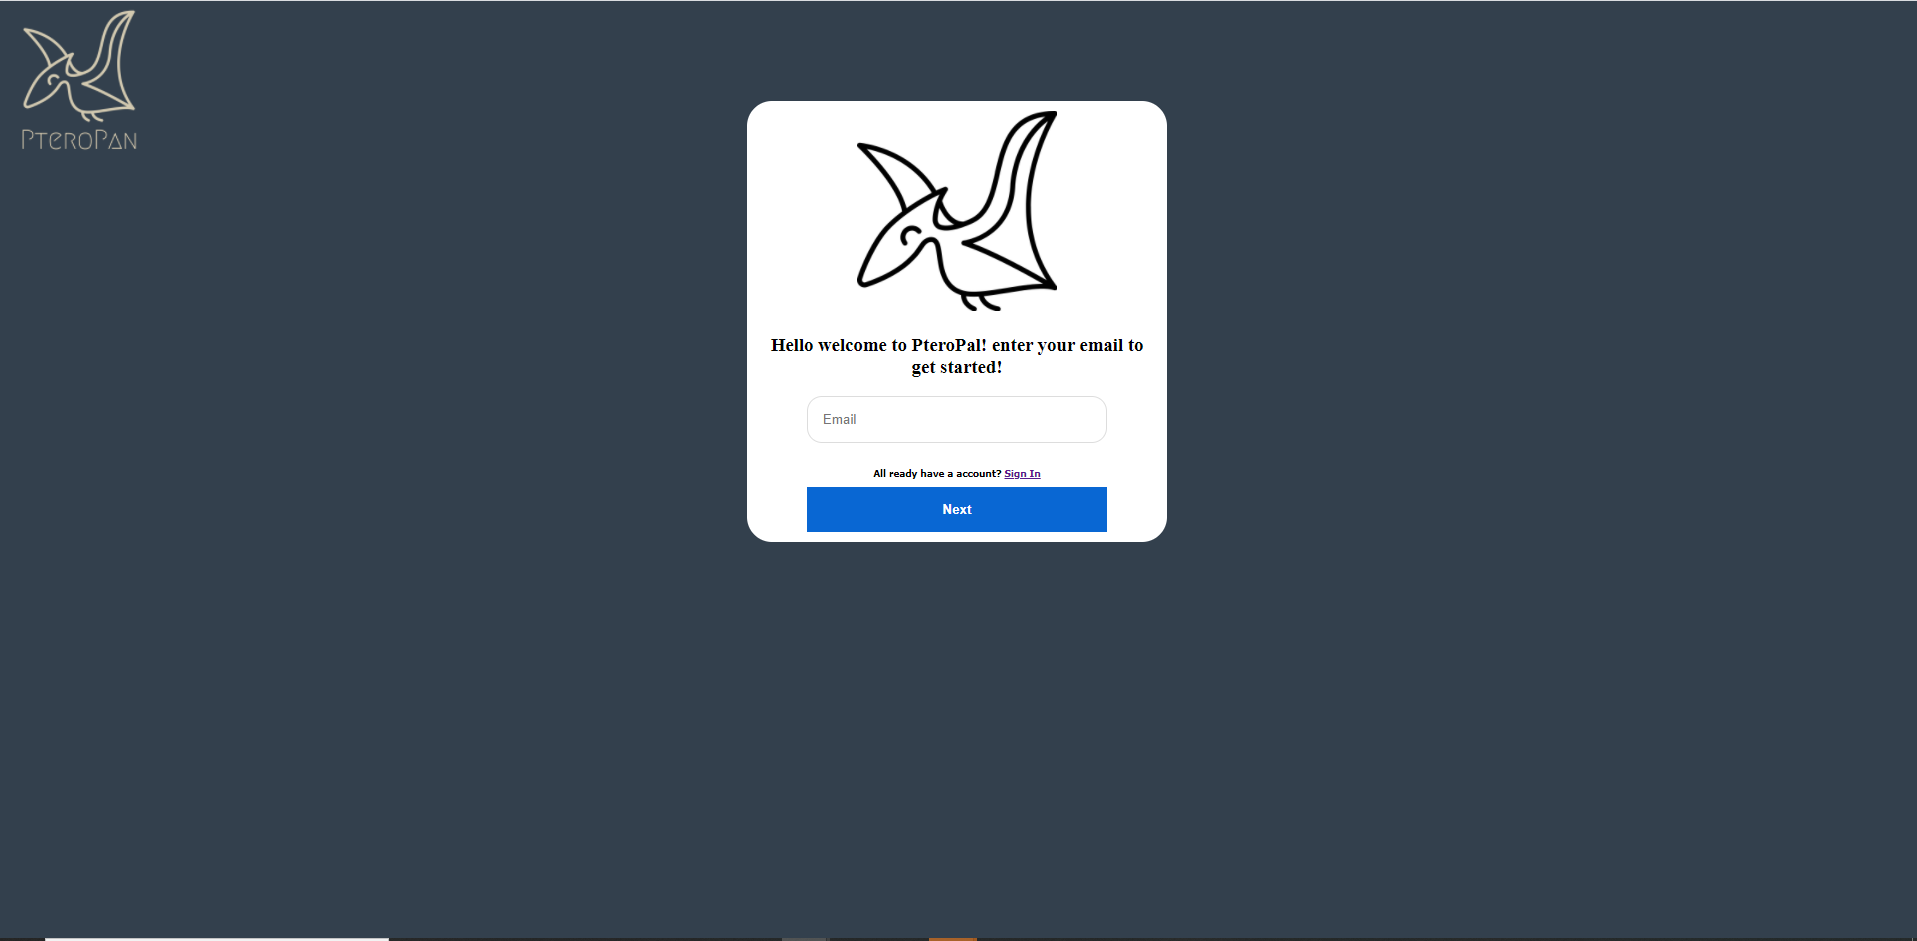 PTEROPAN
Hello welcome to PteroPal! enter your email to
get started!
Email
All ready have a account? Sign In
Next